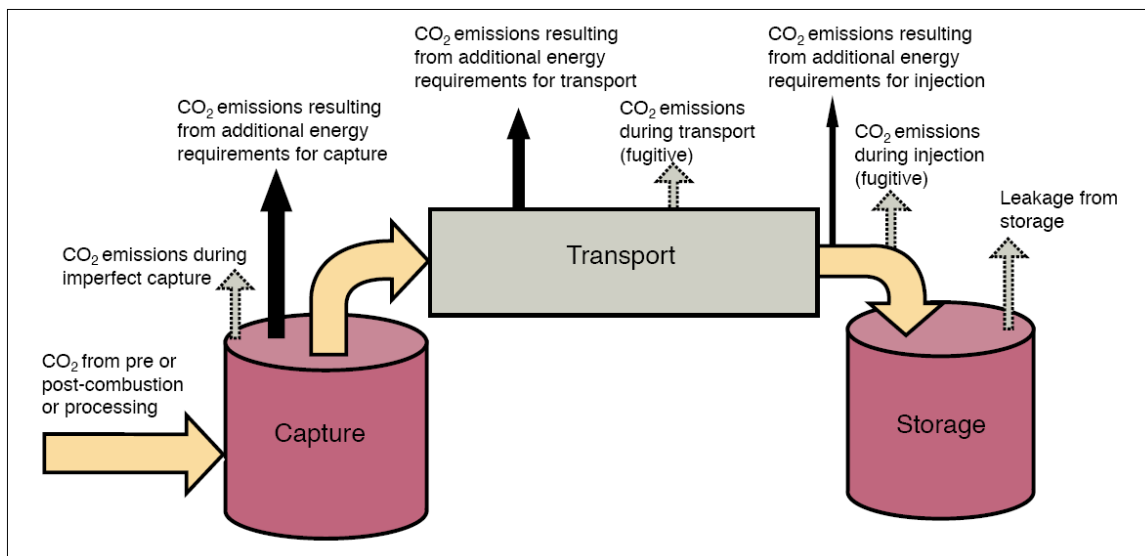 CO₂ emissions resulting
from additional energy
requirements for transport
CO₂ emissions resulting
from additional energy
requirements for injection
CO₂ emissions resulting
from additional energy
requirements for capture
CO₂ emissions
during transport
(fugitive)
CO₂ emissions
during injection
(fugitive)
Leakage from
storage
CO₂ emissions during
imperfect capture
Transport
CO₂ from pre or
post-combustion
or processing
Capture
Storage